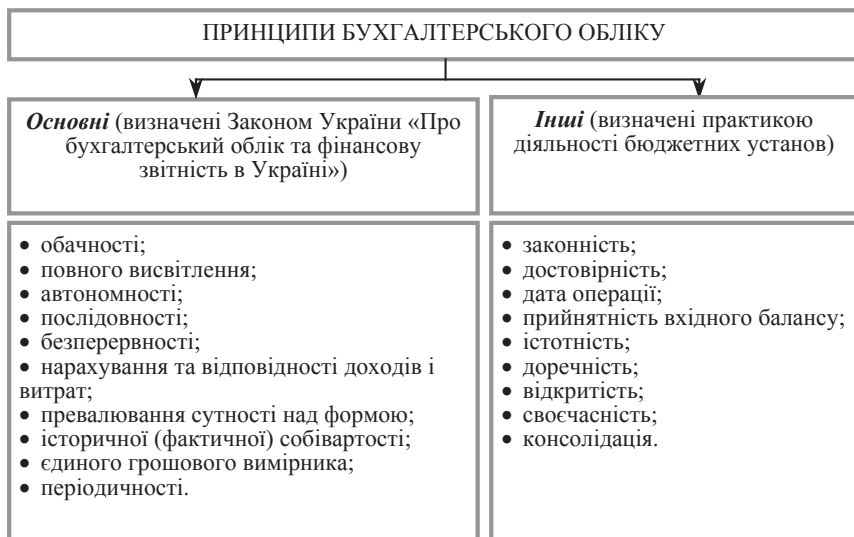 ПРИНЦИПИ БУХГАЛТЕРСЬКОГО ОБЛІКУ
Основні (визначені Законом України «Про
бухгалтерський облік та фінансову
звітність в Україні»)
Інші (визначені практикою
діяльності бюджетних установ)
• обачності;
• повного висвітлення;
• автономності;
• послідовності;
• безперервності;
• нарахування та відповідності доходів і
витрат;
• превалювання сутності над формою;
• історичної (фактичної) собівартості;
• єдиного грошового вимірника;
• періодичності.
• законність;
• достовірність;
• дата операції;
• прийнятність вхідного балансу;
• істотність;
• доречність;
• відкритість;
• своєчасність;
• консолідація.